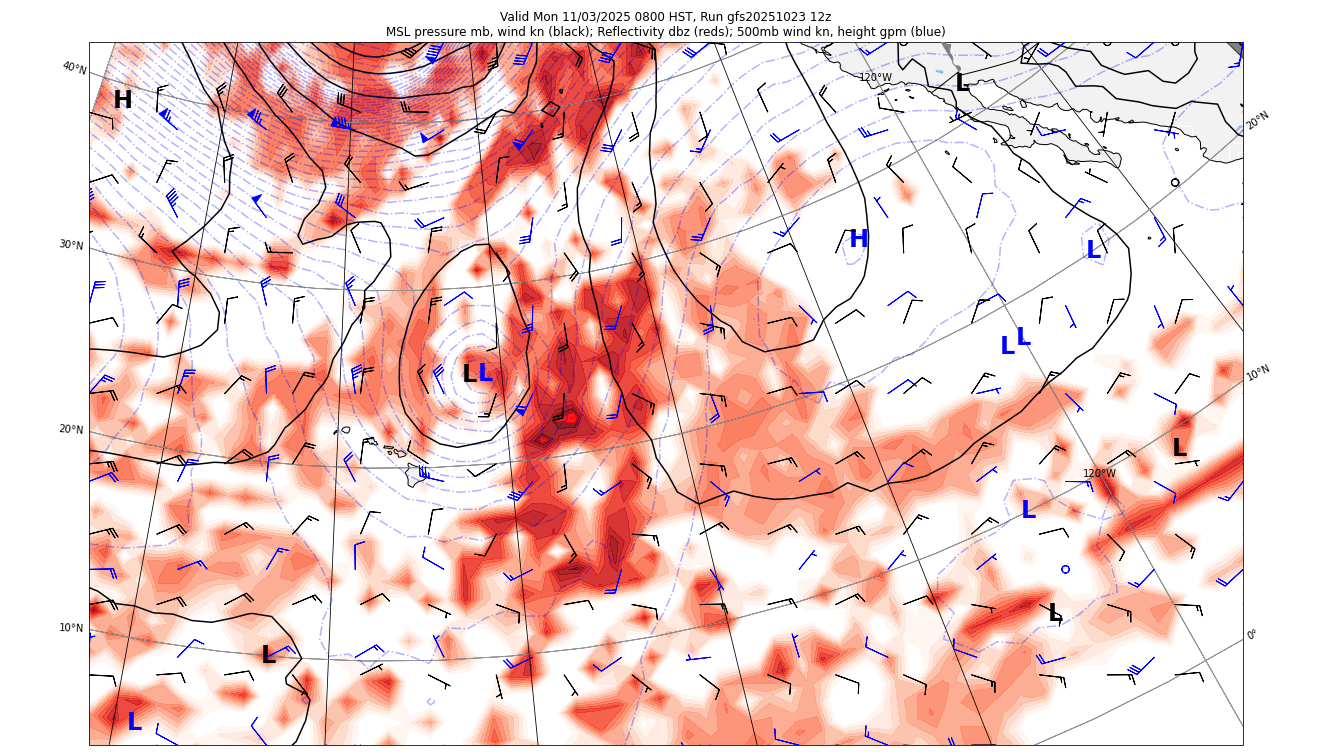 Valid Mon 11/03/2025 0800 HST, Run gfs20251023 12z
MSL pressure mb, wind kn (black); Reflectivity dbz (reds); 500mb wind kn, height gpm (blue)
40°N
120°W
L
H
20°N
30°N
H
L
L
L
L L
10°N
20°N
L
120°W
L
L
10°N
0°
L
L